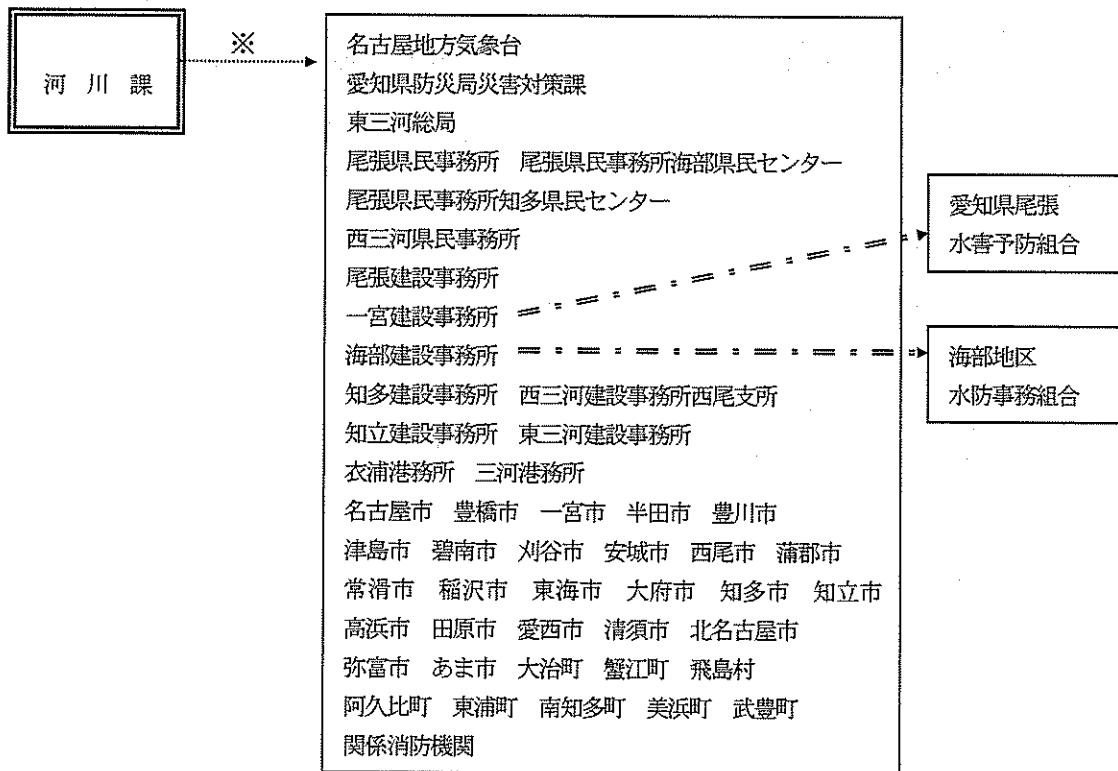 河川課
※
名古屋地方気象台
愛知県防災局災害対策課
東三河総局
尾張県民事務所 尾張県民事務所海部県民センター
尾張県民事務所知多県民センター
西三河県民事務所
尾張建設事務所
一宮建設事務所
海部建設事務所
知多建設事務所 西三河建設事務所西尾支所
知立建設事務所 東三河建設事務所
衣浦港務所 三河港務所
名古屋市 豊橋市 一宮市 半田市 豊川市
津島市 碧南市 刈谷市 安城市 西尾市 蒲郡市
常滑市 稲沢市 東海市 大府市 知多市 知立市
高浜市 田原市 愛西市 清須市 北名古屋市
弥富市 あま市 大治町 蟹江町 飛島村
阿久比町 東浦町 南知多町 美浜町 武豊町
関係消防機関
愛知県尾張
水害予防組合
海部地区
水防事務組合